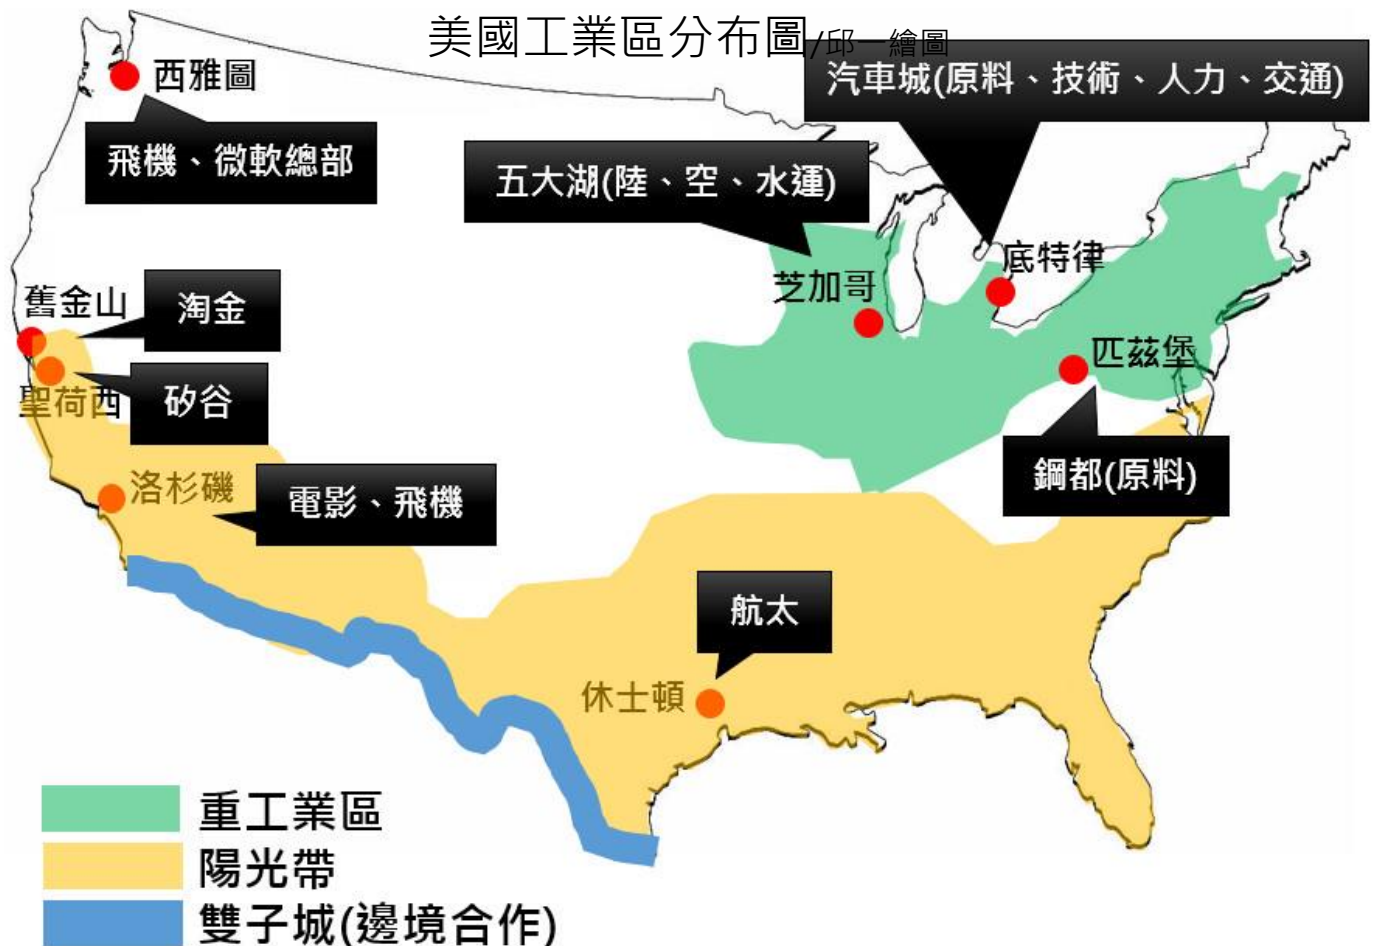 美國工業區分布圖/邱一繪圖
西雅圖
汽車城(原料、技術、人力、交通)
飛機、微軟總部
五大湖(陸、空、水運)
底特律
芝加哥
舊金山
淘金
匹茲堡
聖荷西
矽谷
鋼都(原料)
洛杉磯
電影、飛機
航太
休士頓
重工業區
陽光帶
雙子城(邊境合作)